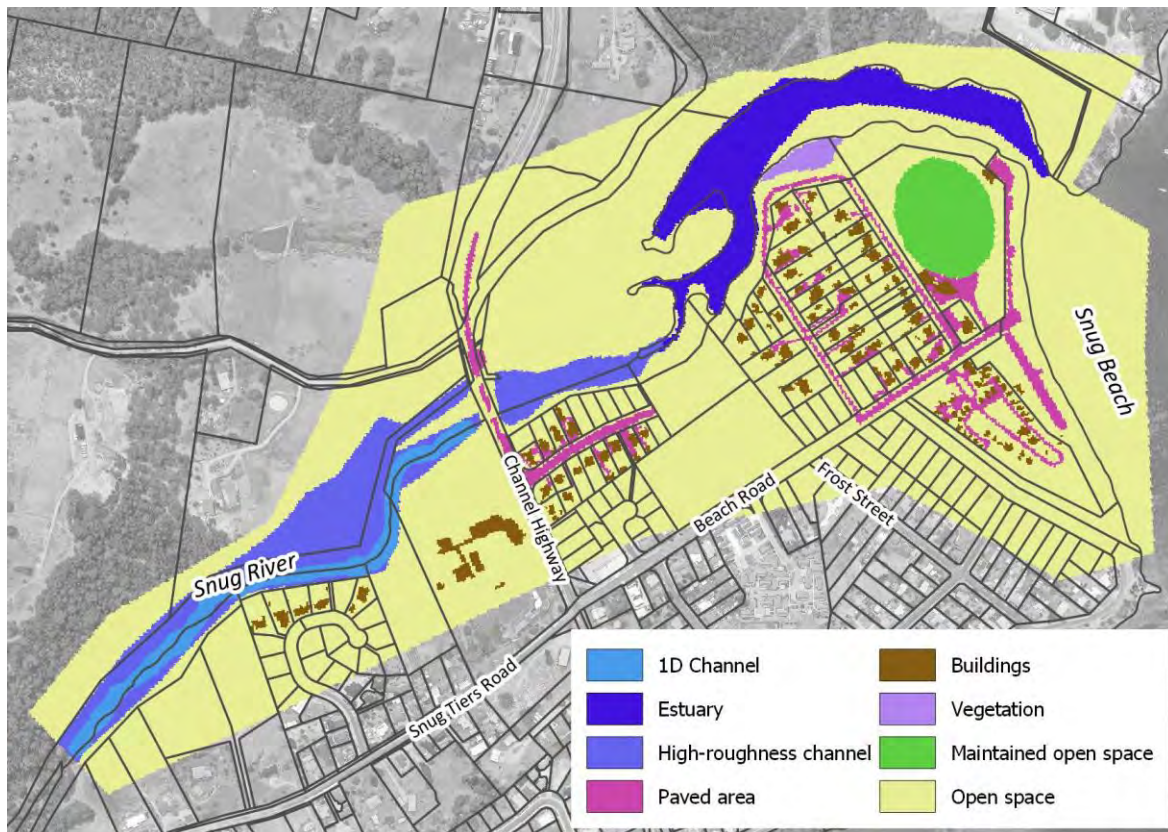 Snug River
Channel Highway
Snug Tiers Road
Beach Road
Frost Street
Snug Beach
1D Channel
Estuary
High-roughness channel
Paved area
Buildings
Vegetation
Maintained open space
Open space